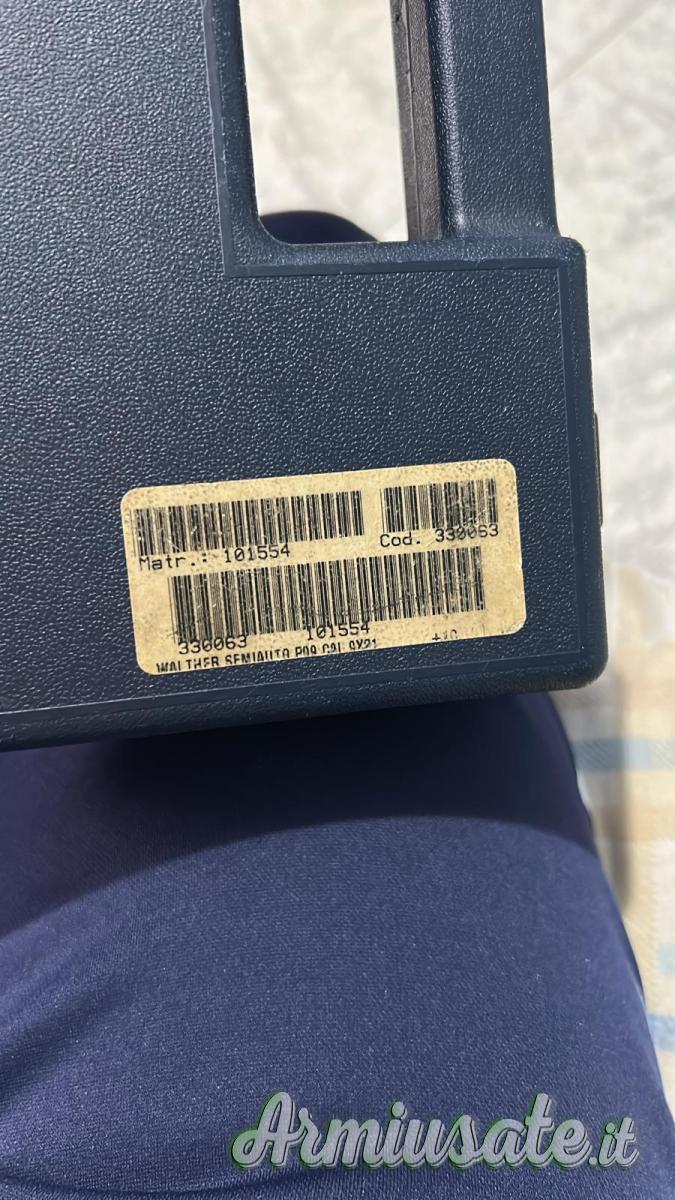 Matr.: 101554
Cod. 330063
330063 101554
WALTHER SEMIAUTO P99 CAL 9X21
Armiusate.it